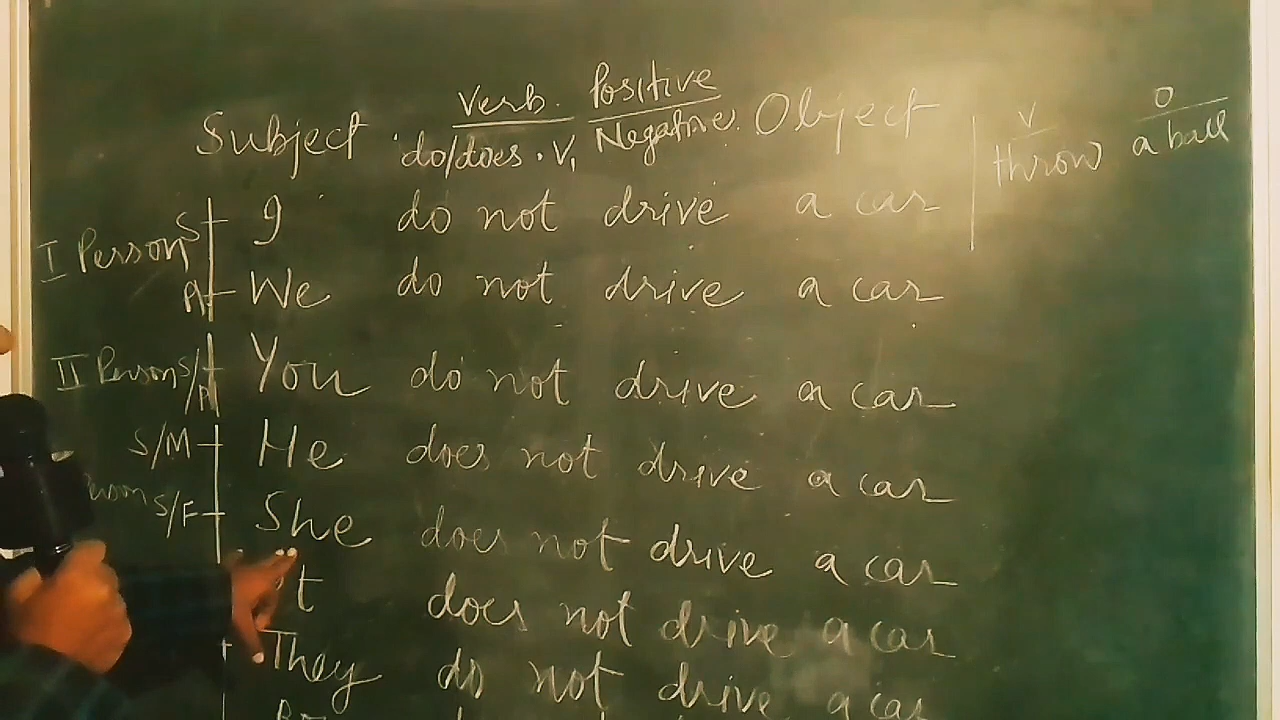 Verb Positive
Subject do/does . V₁ Negative Object
V O
throw a ball
I Person S I do not drive a car
Pl We do not drive a car
II Person S/Pl You do not drive a car
S/M He does not drive a car
S/F She does not drive a car
t does not drive a car
They do not drive a car